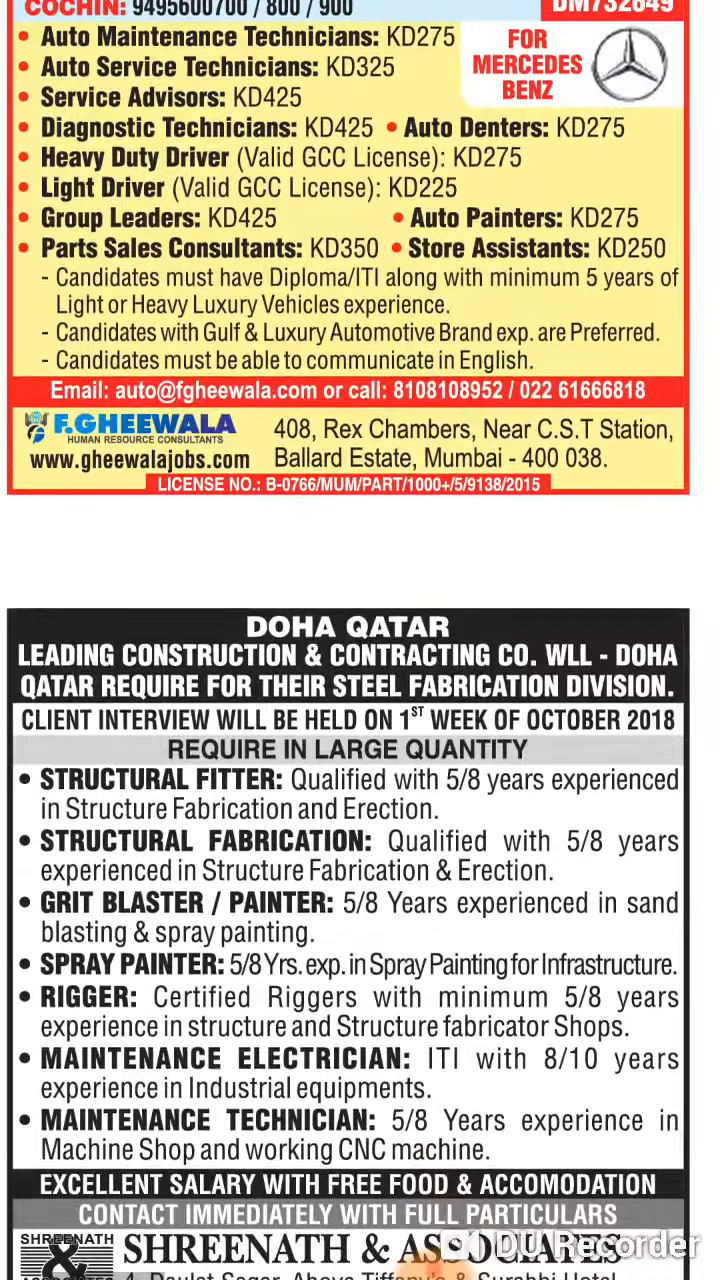 COCHIN: 9495600700 / 800 / 900
DM732649
• Auto Maintenance Technicians: KD275
• Auto Service Technicians: KD325
• Service Advisors: KD425
FOR
MERCEDES
BENZ
• Diagnostic Technicians: KD425 • Auto Denters: KD275
• Heavy Duty Driver (Valid GCC License): KD275
• Light Driver (Valid GCC License): KD225
• Group Leaders: KD425 • Auto Painters: KD275
• Parts Sales Consultants: KD350 • Store Assistants: KD250
- Candidates must have Diploma/ITI along with minimum 5 years of
Light or Heavy Luxury Vehicles experience.
- Candidates with Gulf & Luxury Automotive Brand exp. are Preferred.
- Candidates must be able to communicate in English.
Email: auto@fgheewala.com or call: 8108108952 / 022 61666818
F.GHEEWALA
HUMAN RESOURCE CONSULTANTS
www.gheewalajobs.com
408, Rex Chambers, Near C.S.T Station,
Ballard Estate, Mumbai - 400 038.
LICENSE NO.: B-0766/MUM/PART/1000+/5/9138/2015
DOHA QATAR
LEADING CONSTRUCTION & CONTRACTING CO. WLL - DOHA
QATAR REQUIRE FOR THEIR STEEL FABRICATION DIVISION.
CLIENT INTERVIEW WILL BE HELD ON 1ST WEEK OF OCTOBER 2018
REQUIRE IN LARGE QUANTITY
• STRUCTURAL FITTER: Qualified with 5/8 years experienced
in Structure Fabrication and Erection.
• STRUCTURAL FABRICATION: Qualified with 5/8 years
experienced in Structure Fabrication & Erection.
• GRIT BLASTER / PAINTER: 5/8 Years experienced in sand
blasting & spray painting.
• SPRAY PAINTER: 5/8 Yrs. exp. in Spray Painting for Infrastructure.
• RIGGER: Certified Riggers with minimum 5/8 years
experience in structure and Structure fabricator Shops.
• MAINTENANCE ELECTRICIAN: ITI with 8/10 years
experience in Industrial equipments.
• MAINTENANCE TECHNICIAN: 5/8 Years experience in
Machine Shop and working CNC machine.
EXCELLENT SALARY WITH FREE FOOD & ACCOMODATION
CONTACT IMMEDIATELY WITH FULL PARTICULARS
SHREENATH
&
SHREENATH & ASSOCIATES
DU Recorder
4, Daulat Sagar, Above Tiffany's & Surabhi Hotel